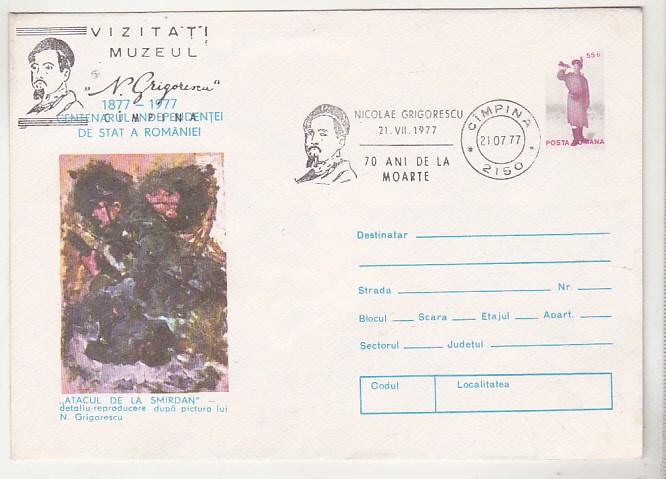 VIZITAȚI
MUZEUL
„N. Grigorescu”
1877 - 1977
CENTENARUL INDEPENDENȚEI
CÎMPINA
DE STAT A ROMÂNIEI
NICOLAE GRIGORESCU
21.VII.1977
70 ANI DE LA
MOARTE
CÎMPINA
21.07.77
* 2150 *
55 b
POSTA ROMANA
Destinatar
Strada Nr.
Blocul Scara Etajul Apart.
Sectorul Județul
Codul Localitatea
„ATACUL DE LA SMIRDAN” –
detaliu-reproducere după pictura lui
N. Grigorescu